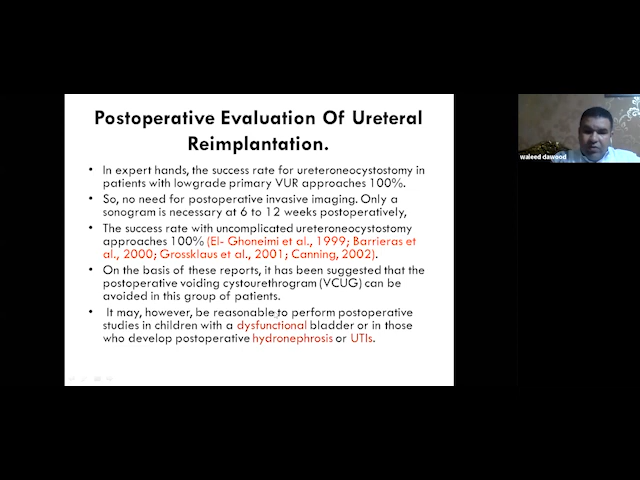 Postoperative Evaluation Of Ureteral
Reimplantation.
• In expert hands, the success rate for ureteroneocystostomy in
patients with lowgrade primary VUR approaches 100%.
• So, no need for postoperative invasive imaging. Only a
sonogram is necessary at 6 to 12 weeks postoperatively,
• The success rate with uncomplicated ureteroneocystostomy
approaches 100% (El- Ghoneimi et al., 1999; Barrieras et
al., 2000; Grossklaus et al., 2001; Canning, 2002).
• On the basis of these reports, it has been suggested that the
postoperative voiding cystourethrogram (VCUG) can be
avoided in this group of patients.
• It may, however, be reasonable to perform postoperative
studies in children with a dysfunctional bladder or in those
who develop postoperative hydronephrosis or UTIs.
waleed dawood